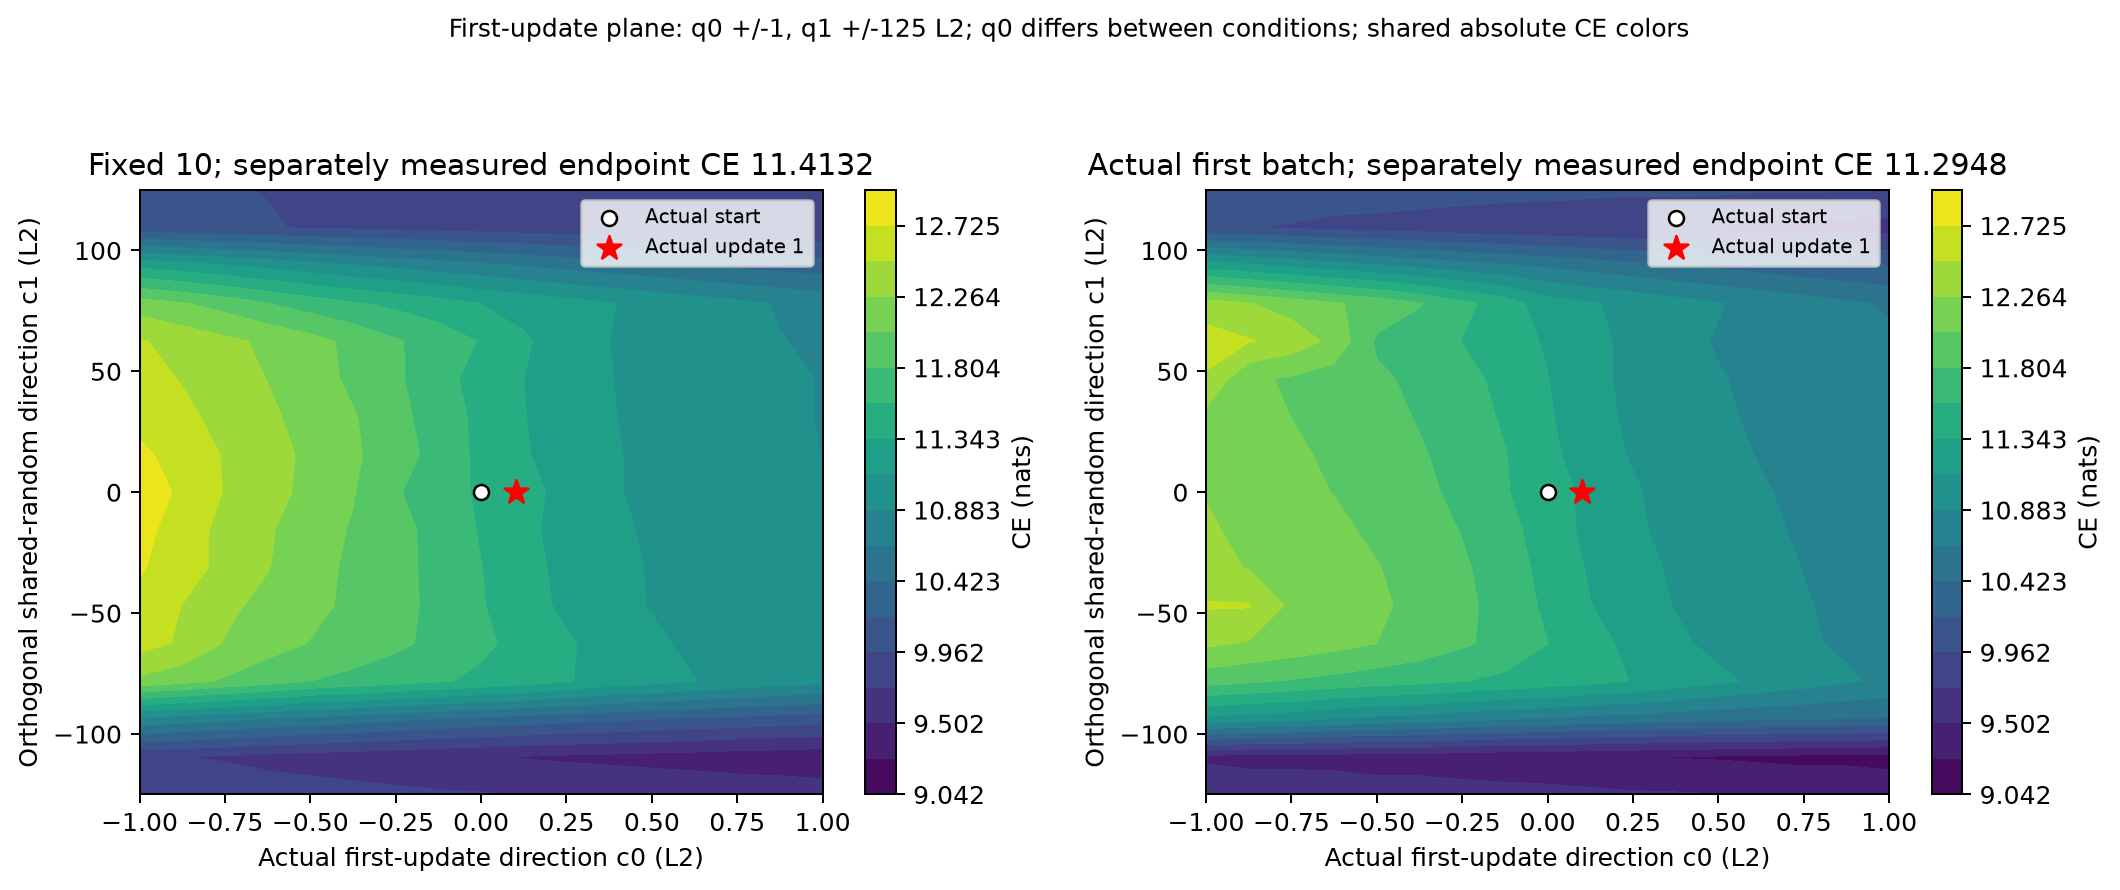 First-update plane: q0 +/-1, q1 +/-125 L2; q0 differs between conditions; shared absolute CE colors
Fixed 10; separately measured endpoint CE 11.4132
Actual start
Actual update 1
Orthogonal shared-random direction c1 (L2)
100
50
0
−50
−100
−1.00 −0.75 −0.50 −0.25 0.00 0.25 0.50 0.75 1.00
Actual first-update direction c0 (L2)
12.725
12.264
11.804
11.343
10.883
10.423
9.962
9.502
9.042
CE (nats)
Actual first batch; separately measured endpoint CE 11.2948
Actual start
Actual update 1
Orthogonal shared-random direction c1 (L2)
100
50
0
−50
−100
−1.00 −0.75 −0.50 −0.25 0.00 0.25 0.50 0.75 1.00
Actual first-update direction c0 (L2)
12.725
12.264
11.804
11.343
10.883
10.423
9.962
9.502
9.042
CE (nats)